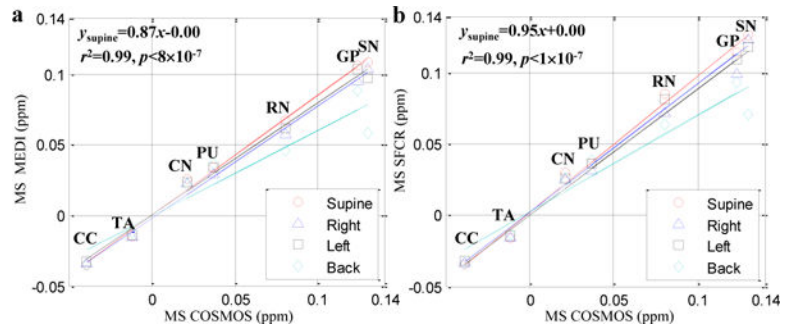 a
y_supine=0.87x-0.00
r²=0.99, p<8×10⁻⁷
0.14
0.1
0.05
0
-0.05
MS MEDI (ppm)
CC
TA
CN
PU
RN
GP
SN
Supine
Right
Left
Back
0
0.05
0.1
0.14
MS COSMOS (ppm)
b
y_supine=0.95x+0.00
r²=0.99, p<1×10⁻⁷
0.14
0.1
0.05
0
-0.05
MS SFCR (ppm)
CC
TA
CN
PU
RN
GP
SN
Supine
Right
Left
Back
0
0.05
0.1
0.14
MS COSMOS (ppm)